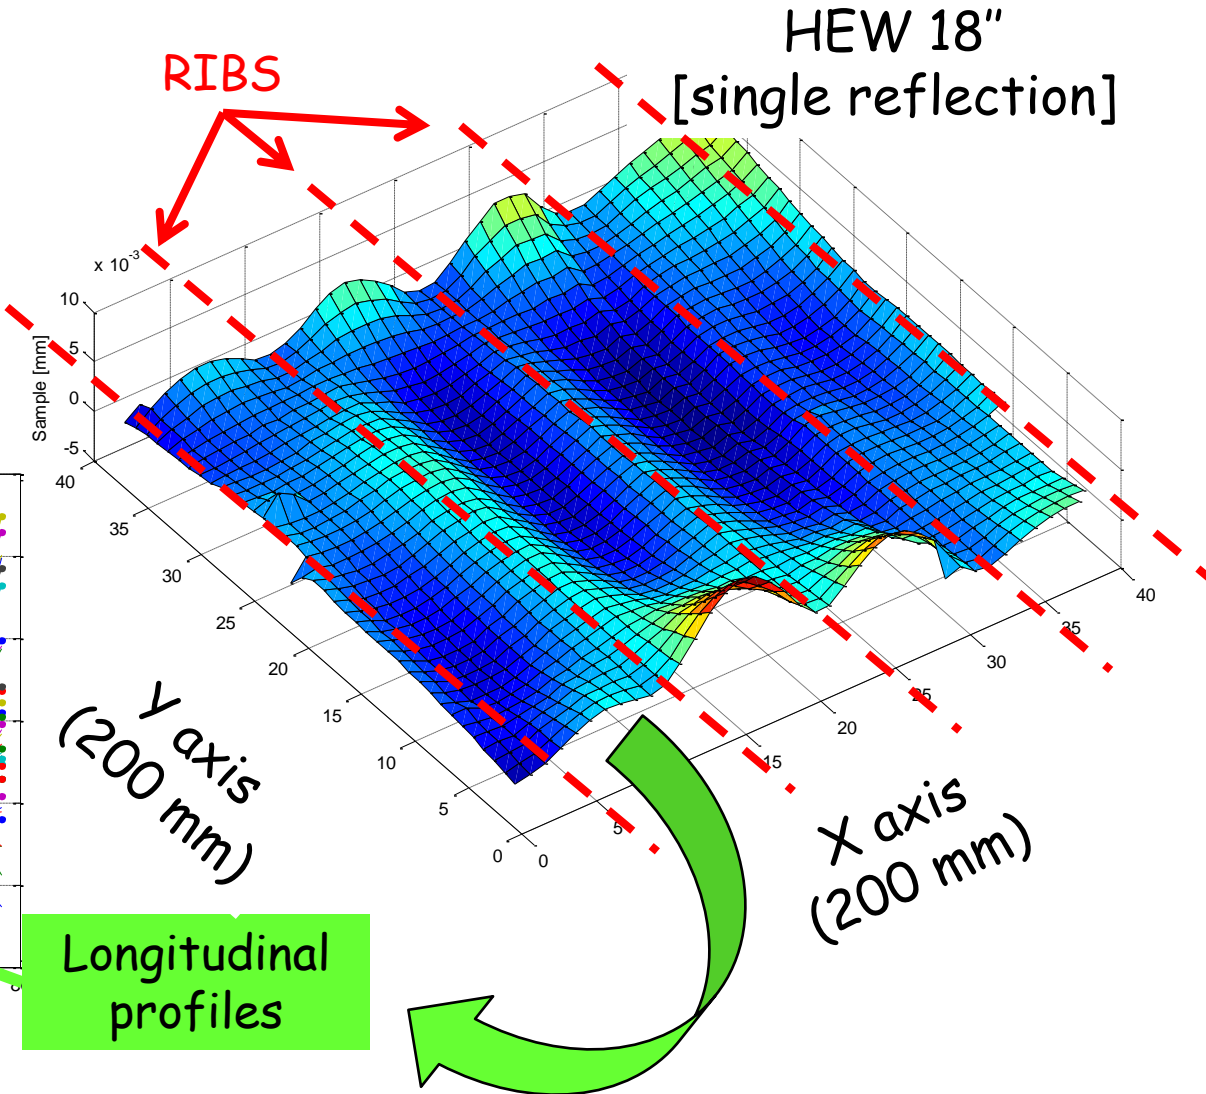 HEW 18”
[single reflection]
RIBS
x 10-3
10
5
0
-5
Sample [mm]
40
35
30
25
20
15
10
5
0
0
5
15
20
25
30
35
40
Y axis
(200 mm)
X axis
(200 mm)
Longitudinal
profiles